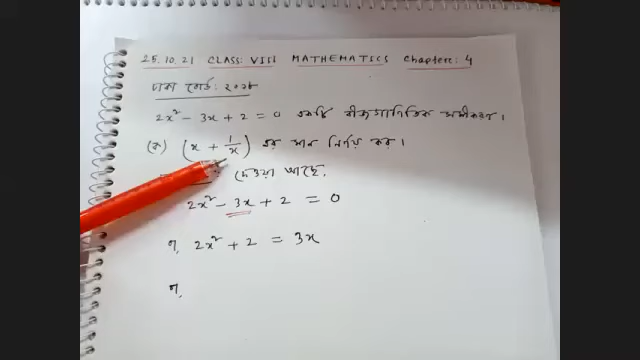 25.10.21 CLASS: VIII MATHEMATICS Chapter: 4
ঢাকা বোর্ড: ২০১৮
2x² - 3x + 2 = 0 একটি বীজগাণিতিক সমীকরণ।
(ক) (x + 1/x) এর মান নির্ণয় কর।
দেওয়া আছে,
2x² - 3x + 2 = 0
বা, 2x² + 2 = 3x
বা,